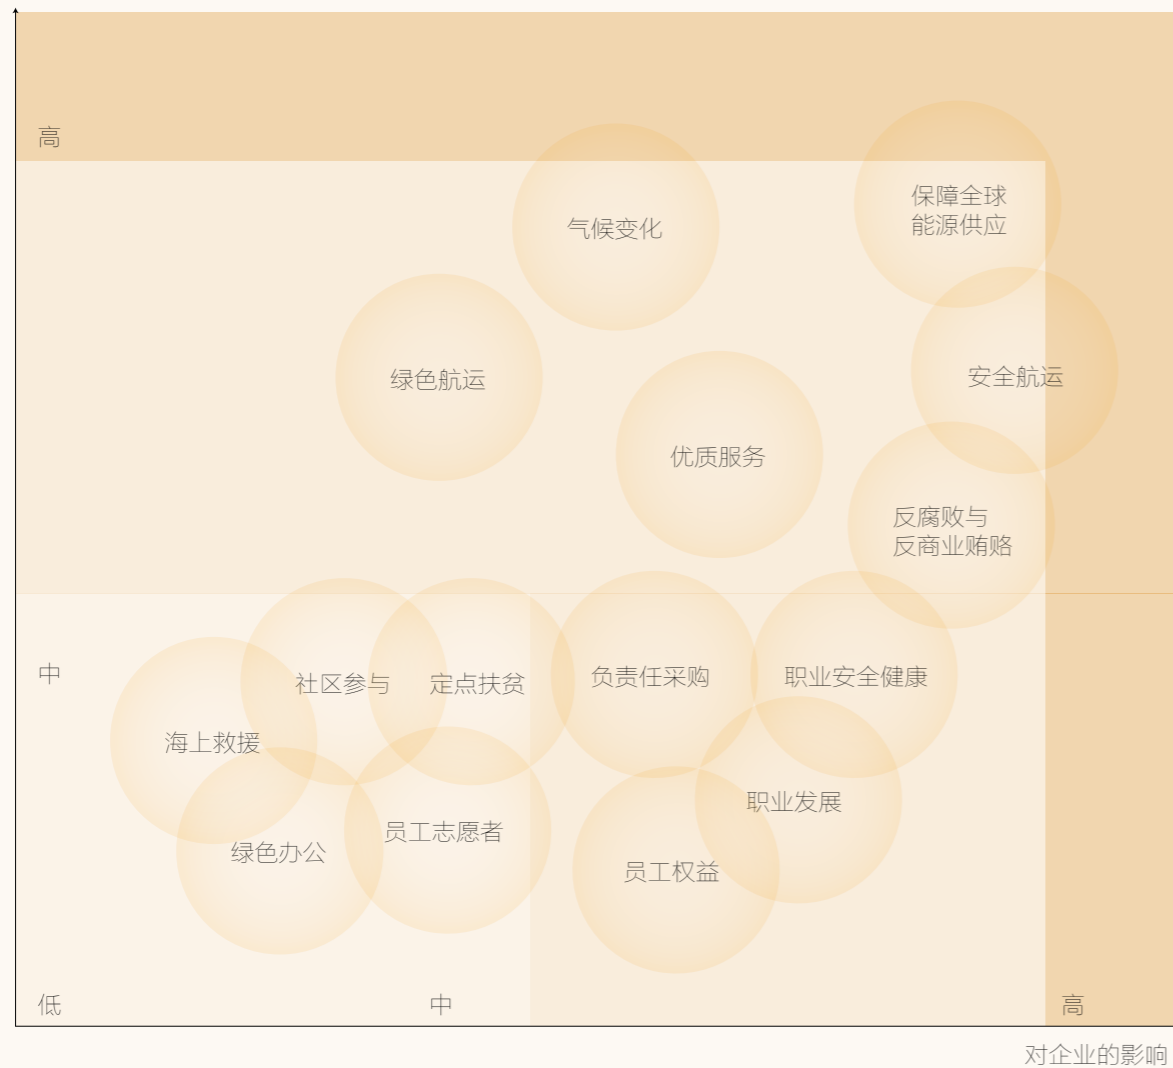 高
保障全球
能源供应
气候变化
安全航运
绿色航运
优质服务
反腐败与
反商业贿赂
中
社区参与
定点扶贫
负责任采购
职业安全健康
海上救援
职业发展
员工志愿者
绿色办公
员工权益
低
中
高
对企业的影响